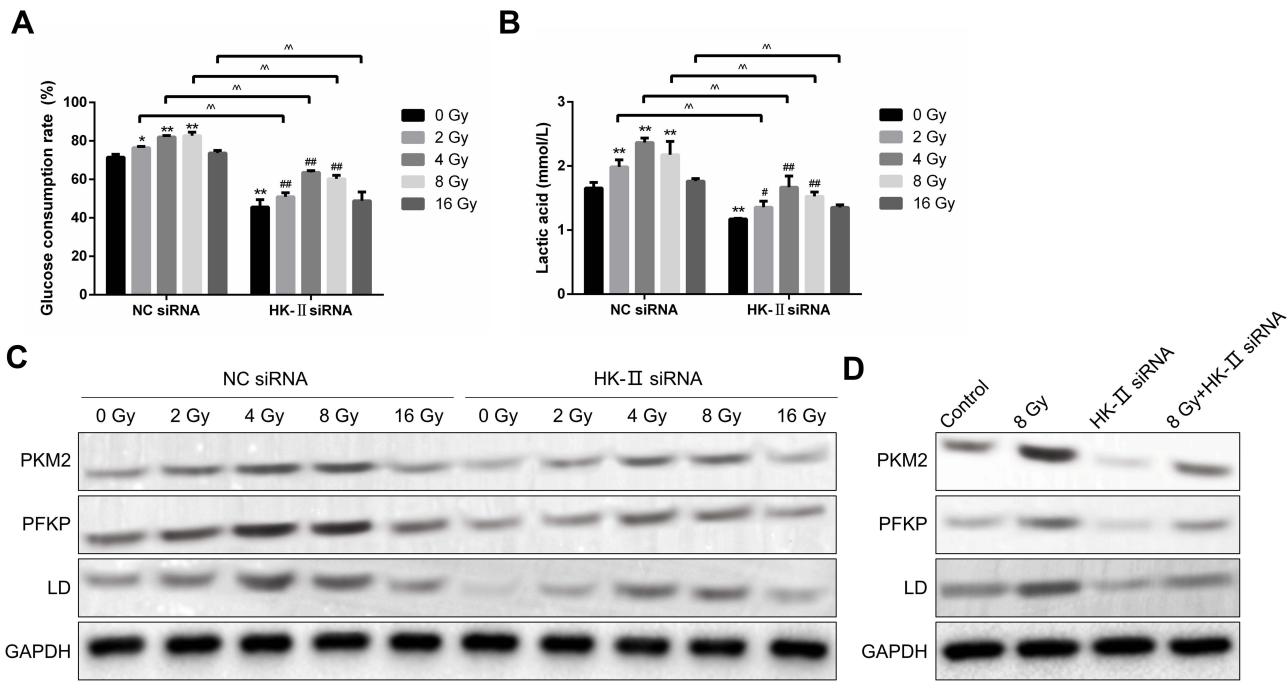 A
Glucose consumption rate (%)
100
80
60
40
20
0
^^
^^
^^
^^
* ** **
** ## ## ##
NC siRNA HK-Ⅱ siRNA
0 Gy
2 Gy
4 Gy
8 Gy
16 Gy
B
Lactic acid (mmol/L)
3
2
1
0
^^
^^
^^
^^
** ** **
** # ## ##
NC siRNA HK-Ⅱ siRNA
0 Gy
2 Gy
4 Gy
8 Gy
16 Gy
C
NC siRNA HK-Ⅱ siRNA
0 Gy 2 Gy 4 Gy 8 Gy 16 Gy 0 Gy 2 Gy 4 Gy 8 Gy 16 Gy
PKM2
PFKP
LD
GAPDH
D
Control 8 Gy HK-Ⅱ siRNA 8 Gy+HK-Ⅱ siRNA
PKM2
PFKP
LD
GAPDH